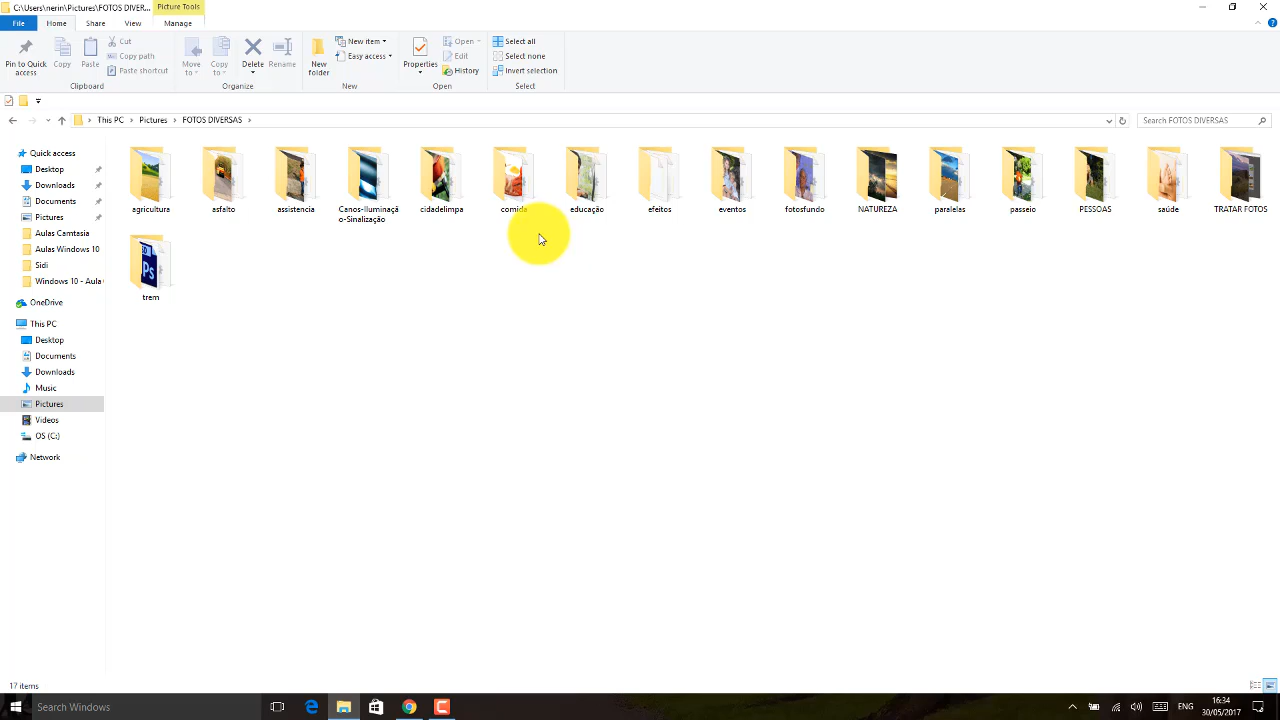 C:\Users\nerin\Pictures\FOTOS DIVER...
Picture Tools
File
Home
Share
View
Manage
Pin to Quick access
Copy
Paste
Cut
Copy path
Paste shortcut
Clipboard
Move to
Copy to
Delete
Rename
Organize
New folder
New item
Easy access
New
Properties
Open
Edit
History
Open
Select all
Select none
Invert selection
Select
This PC
Pictures
FOTOS DIVERSAS
Search FOTOS DIVERSAS
Quick access
Desktop
Downloads
Documents
Pictures
Aulas Camtasia
Aulas Windows 10
Sidi
Windows 10 - Aula
OneDrive
This PC
Desktop
Documents
Downloads
Music
Pictures
Videos
OS (C:)
Network
agricultura
asfalto
assistencia
Canos-Iluminaçã
o-Sinalização
cidadelimpa
comida
educação
efeitos
eventos
fotosfundo
NATUREZA
paralelas
passeio
PESSOAS
saúde
TRATAR FOTOS
3D
Ps
trem
17 items
Search Windows
ENG
16:34
30/05/2017